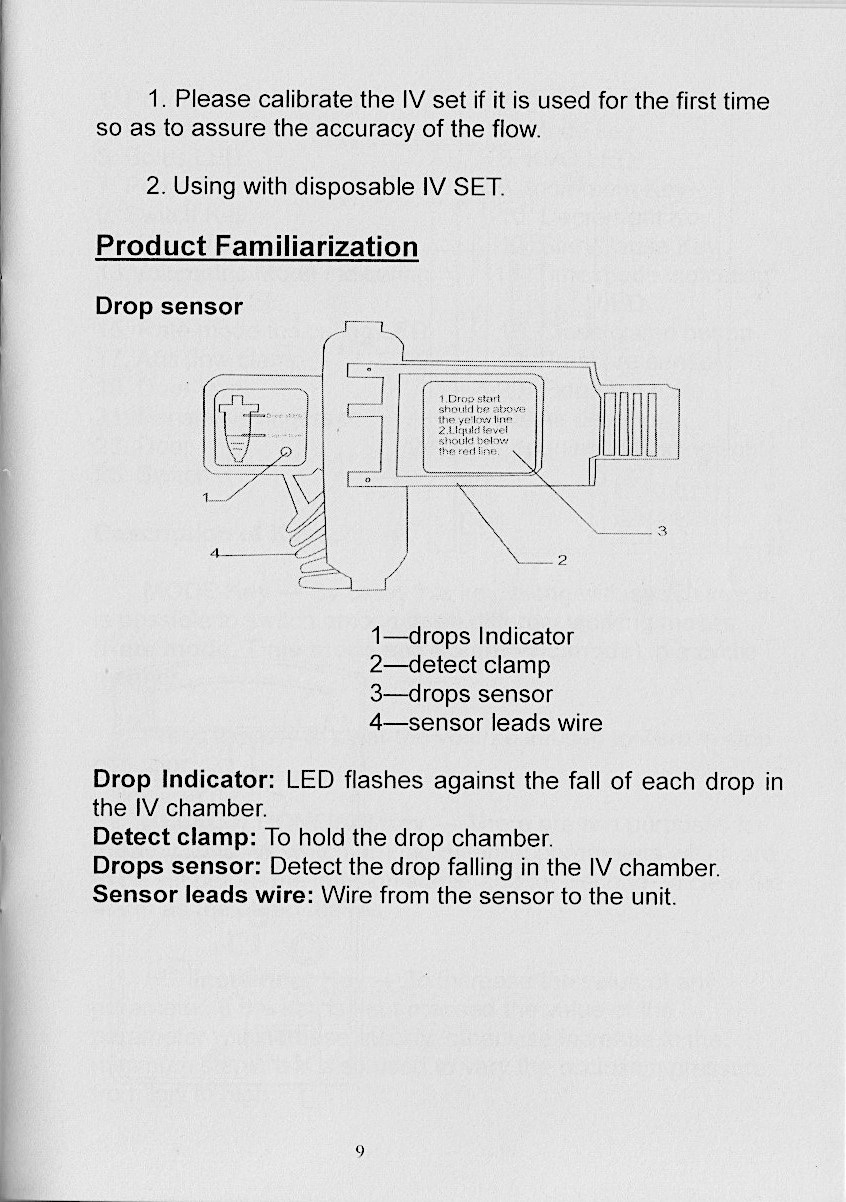 1. Please calibrate the IV set if it is used for the first time
so as to assure the accuracy of the flow.
2. Using with disposable IV SET.
Product Familiarization
Drop sensor
1.Drop start
should be above
the yellow line
2.Liquid level
should below
the red line.
1
4
3
2
1—drops Indicator
2—detect clamp
3—drops sensor
4—sensor leads wire
Drop Indicator: LED flashes against the fall of each drop in
the IV chamber.
Detect clamp: To hold the drop chamber.
Drops sensor: Detect the drop falling in the IV chamber.
Sensor leads wire: Wire from the sensor to the unit.
9